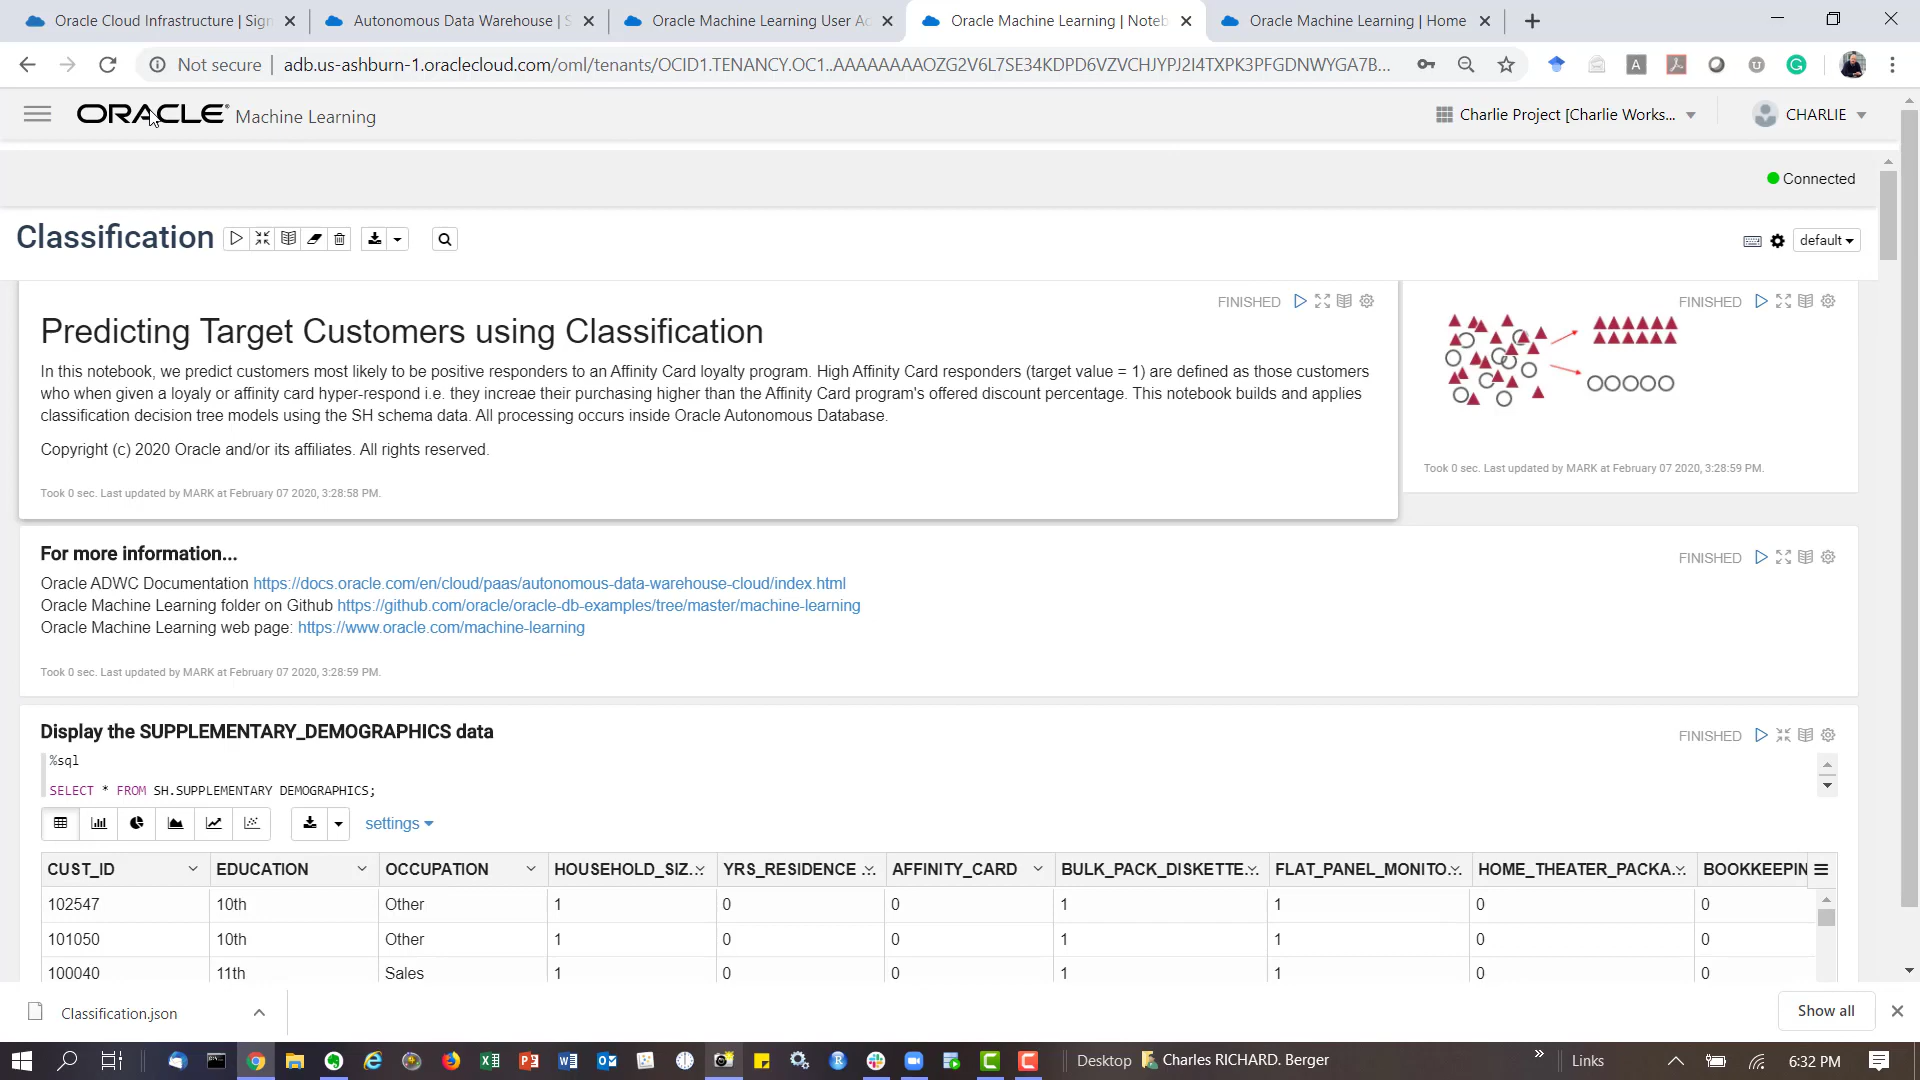 Oracle Cloud Infrastructure | Sign
Autonomous Data Warehouse | S
Oracle Machine Learning User Ad
Oracle Machine Learning | Noteb
Oracle Machine Learning | Home
Not secure | adb.us-ashburn-1.oraclecloud.com/oml/tenants/OCID1.TENANCY.OC1..AAAAAAAAOZG2V6L7SE34KDPD6VZVCHJYPJ2I4TXPK3PFGDNWYGA7B...
ORACLE® Machine Learning
Charlie Project [Charlie Works...
CHARLIE
Connected
Classification
default
FINISHED
Predicting Target Customers using Classification
In this notebook, we predict customers most likely to be positive responders to an Affinity Card loyalty program. High Affinity Card responders (target value = 1) are defined as those customers
who when given a loyaly or affinity card hyper-respond i.e. they increae their purchasing higher than the Affinity Card program's offered discount percentage. This notebook builds and applies
classification decision tree models using the SH schema data. All processing occurs inside Oracle Autonomous Database.
Copyright (c) 2020 Oracle and/or its affiliates. All rights reserved.
Took 0 sec. Last updated by MARK at February 07 2020, 3:28:58 PM.
FINISHED
Took 0 sec. Last updated by MARK at February 07 2020, 3:28:59 PM.
For more information...
FINISHED
Oracle ADWC Documentation https://docs.oracle.com/en/cloud/paas/autonomous-data-warehouse-cloud/index.html
Oracle Machine Learning folder on Github https://github.com/oracle/oracle-db-examples/tree/master/machine-learning
Oracle Machine Learning web page: https://www.oracle.com/machine-learning
Took 0 sec. Last updated by MARK at February 07 2020, 3:28:59 PM.
Display the SUPPLEMENTARY_DEMOGRAPHICS data
FINISHED
%sql
SELECT * FROM SH.SUPPLEMENTARY DEMOGRAPHICS;
settings
CUST_ID EDUCATION OCCUPATION HOUSEHOLD_SIZ... YRS_RESIDENCE ... AFFINITY_CARD BULK_PACK_DISKETTE... FLAT_PANEL_MONITO... HOME_THEATER_PACKA... BOOKKEEPIN
102547 10th Other 1 0 0 1 1 0 0
101050 10th Other 1 0 0 1 1 0 0
100040 11th Sales 1 0 0 1 1 0 0
Classification.json
Show all
Desktop
Charles RICHARD. Berger
»
Links
6:32 PM